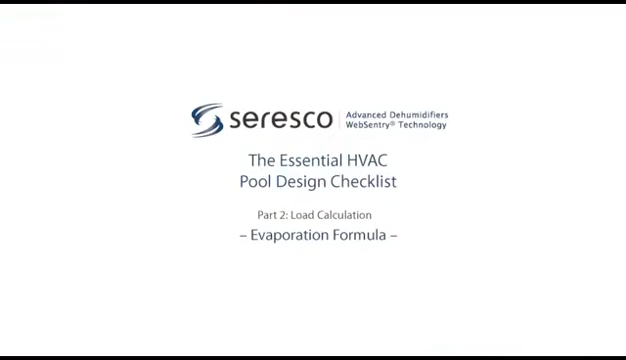 seresco
Advanced Dehumidifiers
WebSentry® Technology
The Essential HVAC
Pool Design Checklist
Part 2: Load Calculation
– Evaporation Formula –